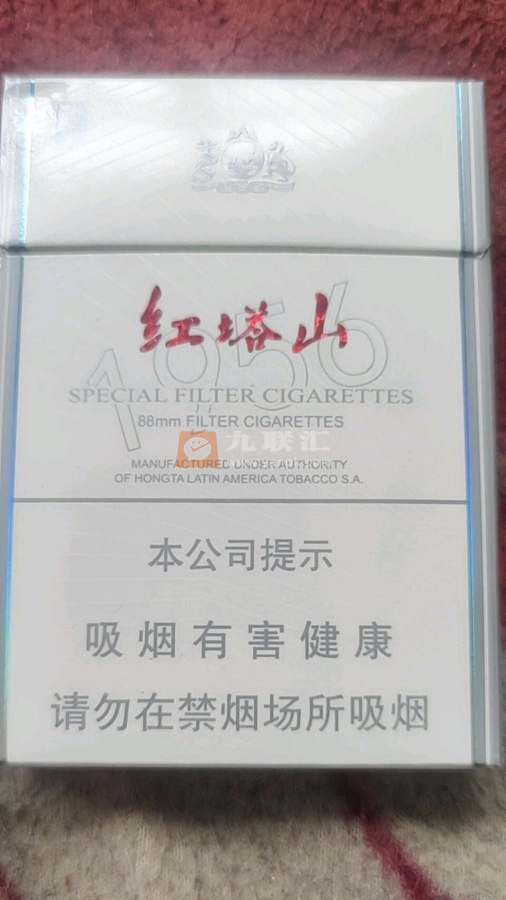 红塔山
1956
SPECIAL FILTER CIGARETTES
88mm FILTER CIGARETTES
九联汇
MANUFACTURED UNDER AUTHORITY
OF HONGTA LATIN AMERICA TOBACCO S.A.
本公司提示
吸烟有害健康
请勿在禁烟场所吸烟